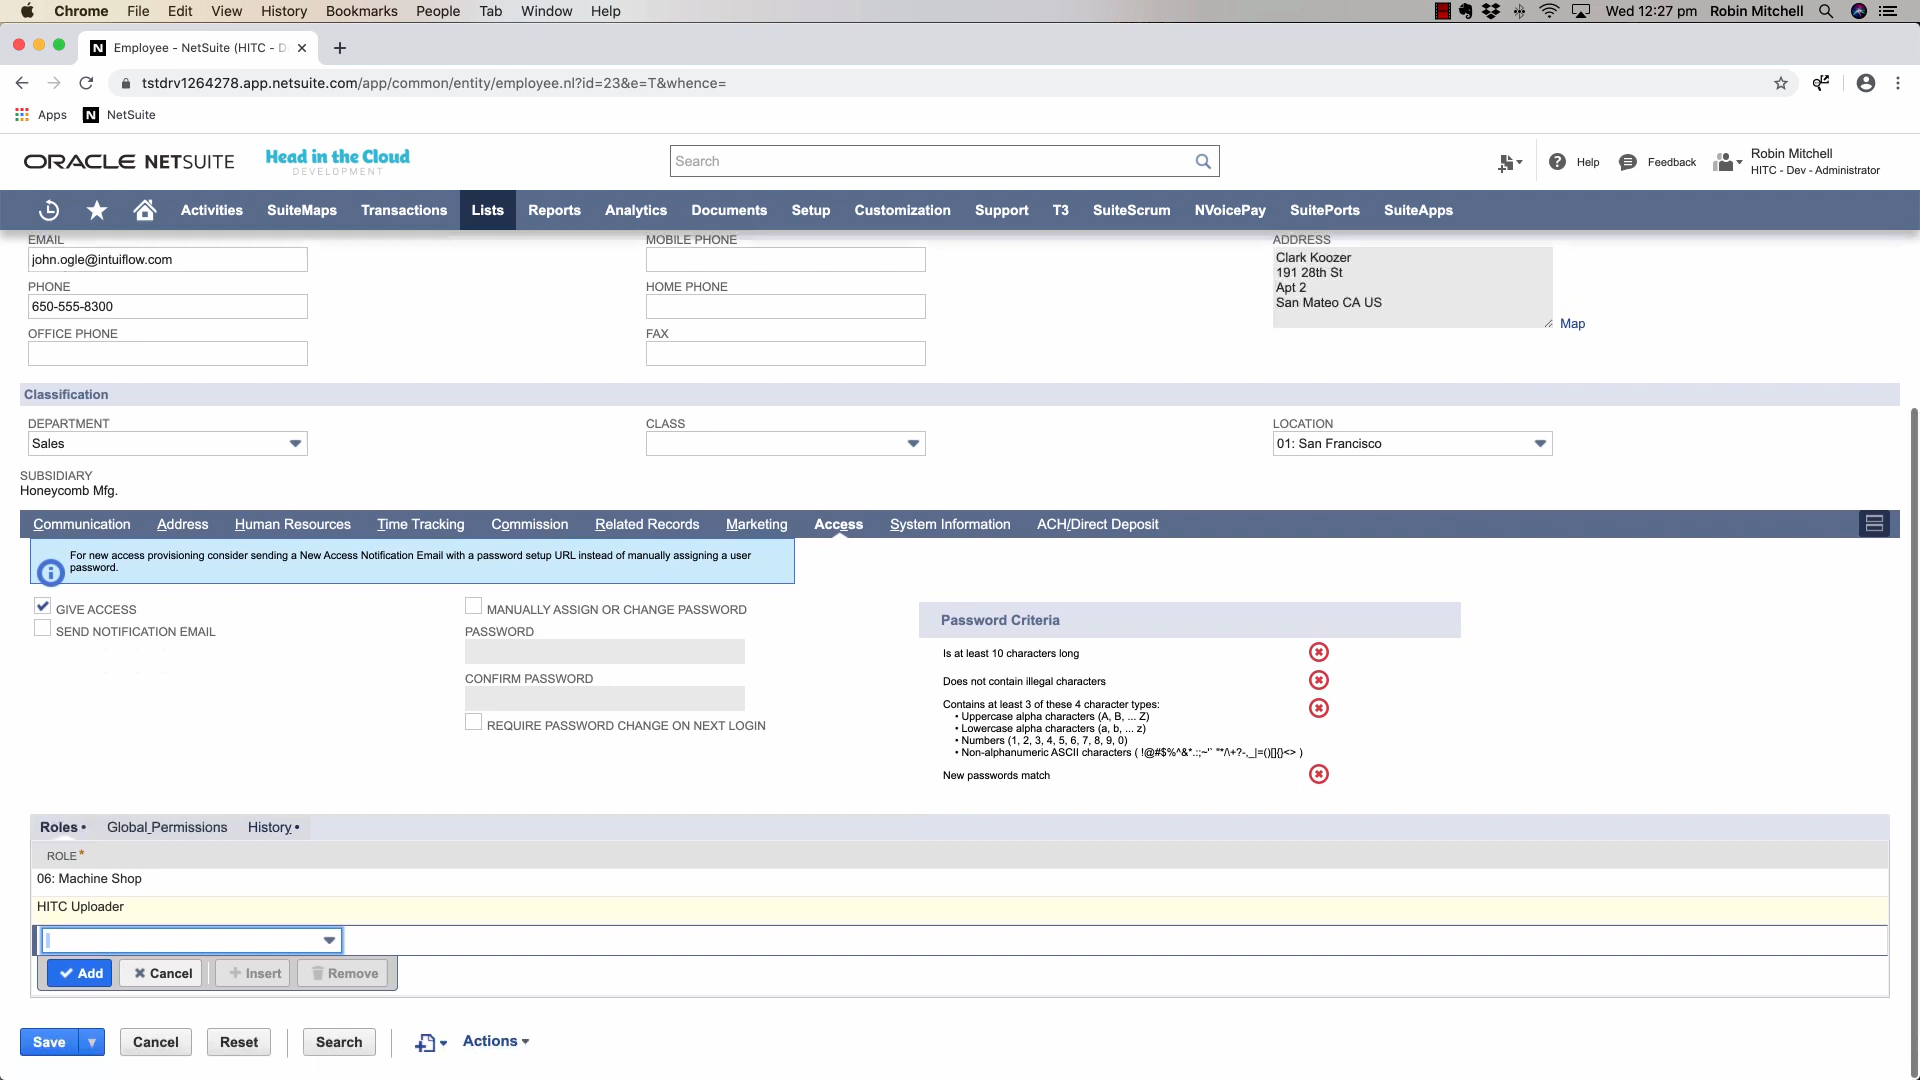 Chrome File Edit View History Bookmarks People Tab Window Help Wed 12:27 pm Robin Mitchell
N Employee - NetSuite (HITC - D
tstdrv1264278.app.netsuite.com/app/common/entity/employee.nl?id=23&e=T&whence=
Apps N NetSuite
ORACLE NETSUITE Head in the Cloud
DEVELOPMENT
Search
Help Feedback
Robin Mitchell
HITC - Dev - Administrator
Activities SuiteMaps Transactions Lists Reports Analytics Documents Setup Customization Support T3 SuiteScrum NVoicePay SuitePorts SuiteApps
EMAIL MOBILE PHONE ADDRESS
john.ogle@intuiflow.com Clark Koozer
191 28th St
PHONE HOME PHONE Apt 2
650-555-8300 San Mateo CA US
Map
OFFICE PHONE FAX
Classification
DEPARTMENT CLASS LOCATION
Sales 01: San Francisco
SUBSIDIARY
Honeycomb Mfg.
Communication Address Human Resources Time Tracking Commission Related Records Marketing Access System Information ACH/Direct Deposit
For new access provisioning consider sending a New Access Notification Email with a password setup URL instead of manually assigning a user
password.
GIVE ACCESS MANUALLY ASSIGN OR CHANGE PASSWORD
SEND NOTIFICATION EMAIL PASSWORD
CONFIRM PASSWORD
REQUIRE PASSWORD CHANGE ON NEXT LOGIN
Password Criteria
Is at least 10 characters long
Does not contain illegal characters
Contains at least 3 of these 4 character types:
• Uppercase alpha characters (A, B, ... Z)
• Lowercase alpha characters (a, b, ... z)
• Numbers (1, 2, 3, 4, 5, 6, 7, 8, 9, 0)
• Non-alphanumeric ASCII characters ( !@#$%^&*.:;~'` "*/\+?-,_|=()[]{}<> )
New passwords match
Roles • Global Permissions History •
ROLE *
06: Machine Shop
HITC Uploader
Add Cancel Insert Remove
Save Cancel Reset Search Actions